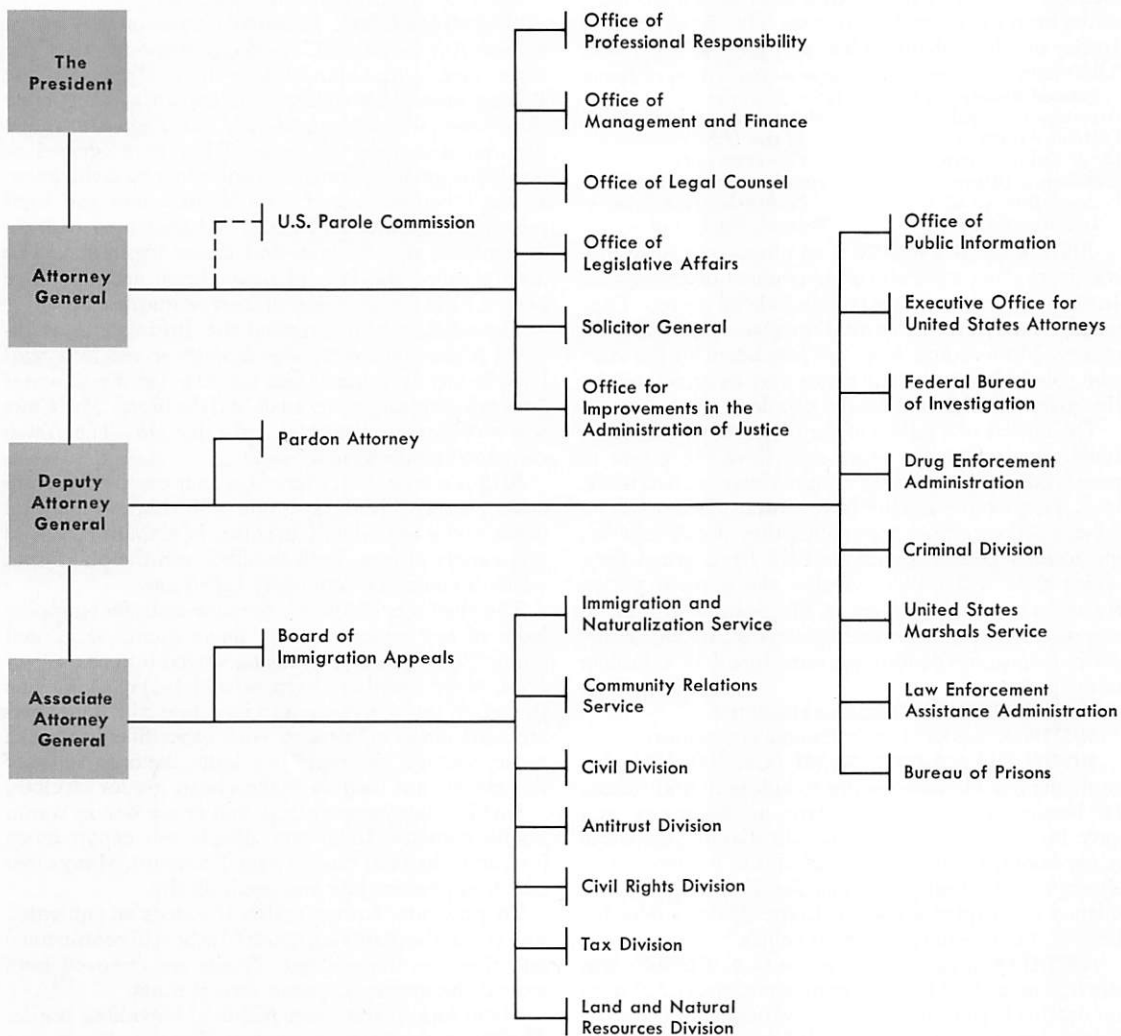 The
President
Attorney
General
Deputy
Attorney
General
Associate
Attorney
General
U.S. Parole Commission
Pardon Attorney
Board of
Immigration Appeals
Office of
Professional Responsibility
Office of
Management and Finance
Office of Legal Counsel
Office of
Legislative Affairs
Solicitor General
Office for
Improvements in the
Administration of Justice
Immigration and
Naturalization Service
Community Relations
Service
Civil Division
Antitrust Division
Civil Rights Division
Tax Division
Land and Natural
Resources Division
Office of
Public Information
Executive Office for
United States Attorneys
Federal Bureau
of Investigation
Drug Enforcement
Administration
Criminal Division
United States
Marshals Service
Law Enforcement
Assistance Administration
Bureau of Prisons